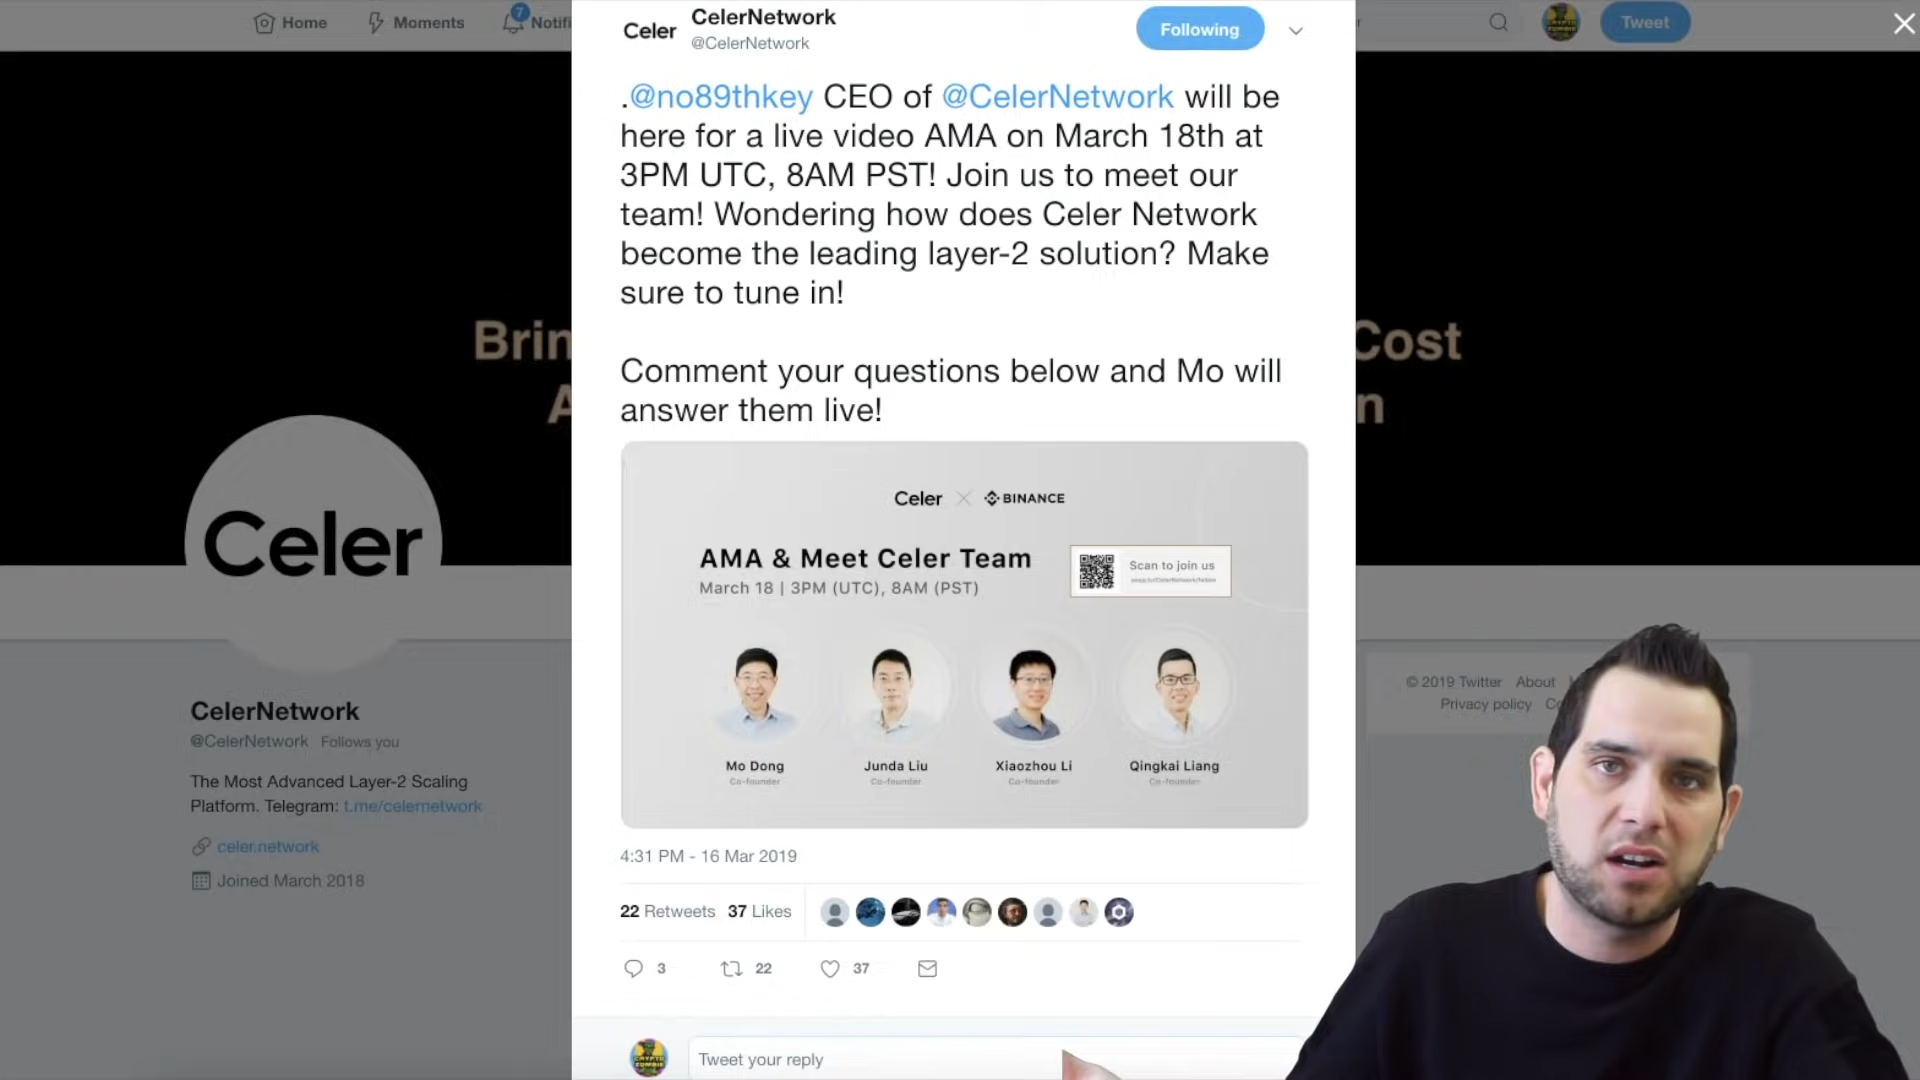 Home
Moments
7
Notifi
Tweet
Celer
CelerNetwork
@CelerNetwork
Following
.@no89thkey CEO of @CelerNetwork will be
here for a live video AMA on March 18th at
3PM UTC, 8AM PST! Join us to meet our
team! Wondering how does Celer Network
become the leading layer-2 solution? Make
sure to tune in!
Comment your questions below and Mo will
answer them live!
Celer BINANCE
AMA & Meet Celer Team
March 18 | 3PM (UTC), 8AM (PST)
Scan to join us
Mo Dong
Co-founder
Junda Liu
Co-founder
Xiaozhou Li
Co-founder
Qingkai Liang
Co-founder
4:31 PM - 16 Mar 2019
22 Retweets 37 Likes
3 22 37
CRYPTO
ZOMBIE
Tweet your reply
Brin
Cost
A
n
Celer
CelerNetwork
@CelerNetwork Follows you
The Most Advanced Layer-2 Scaling
Platform. Telegram: t.me/celernetwork
celer.network
Joined March 2018
© 2019 Twitter About
Privacy policy Co